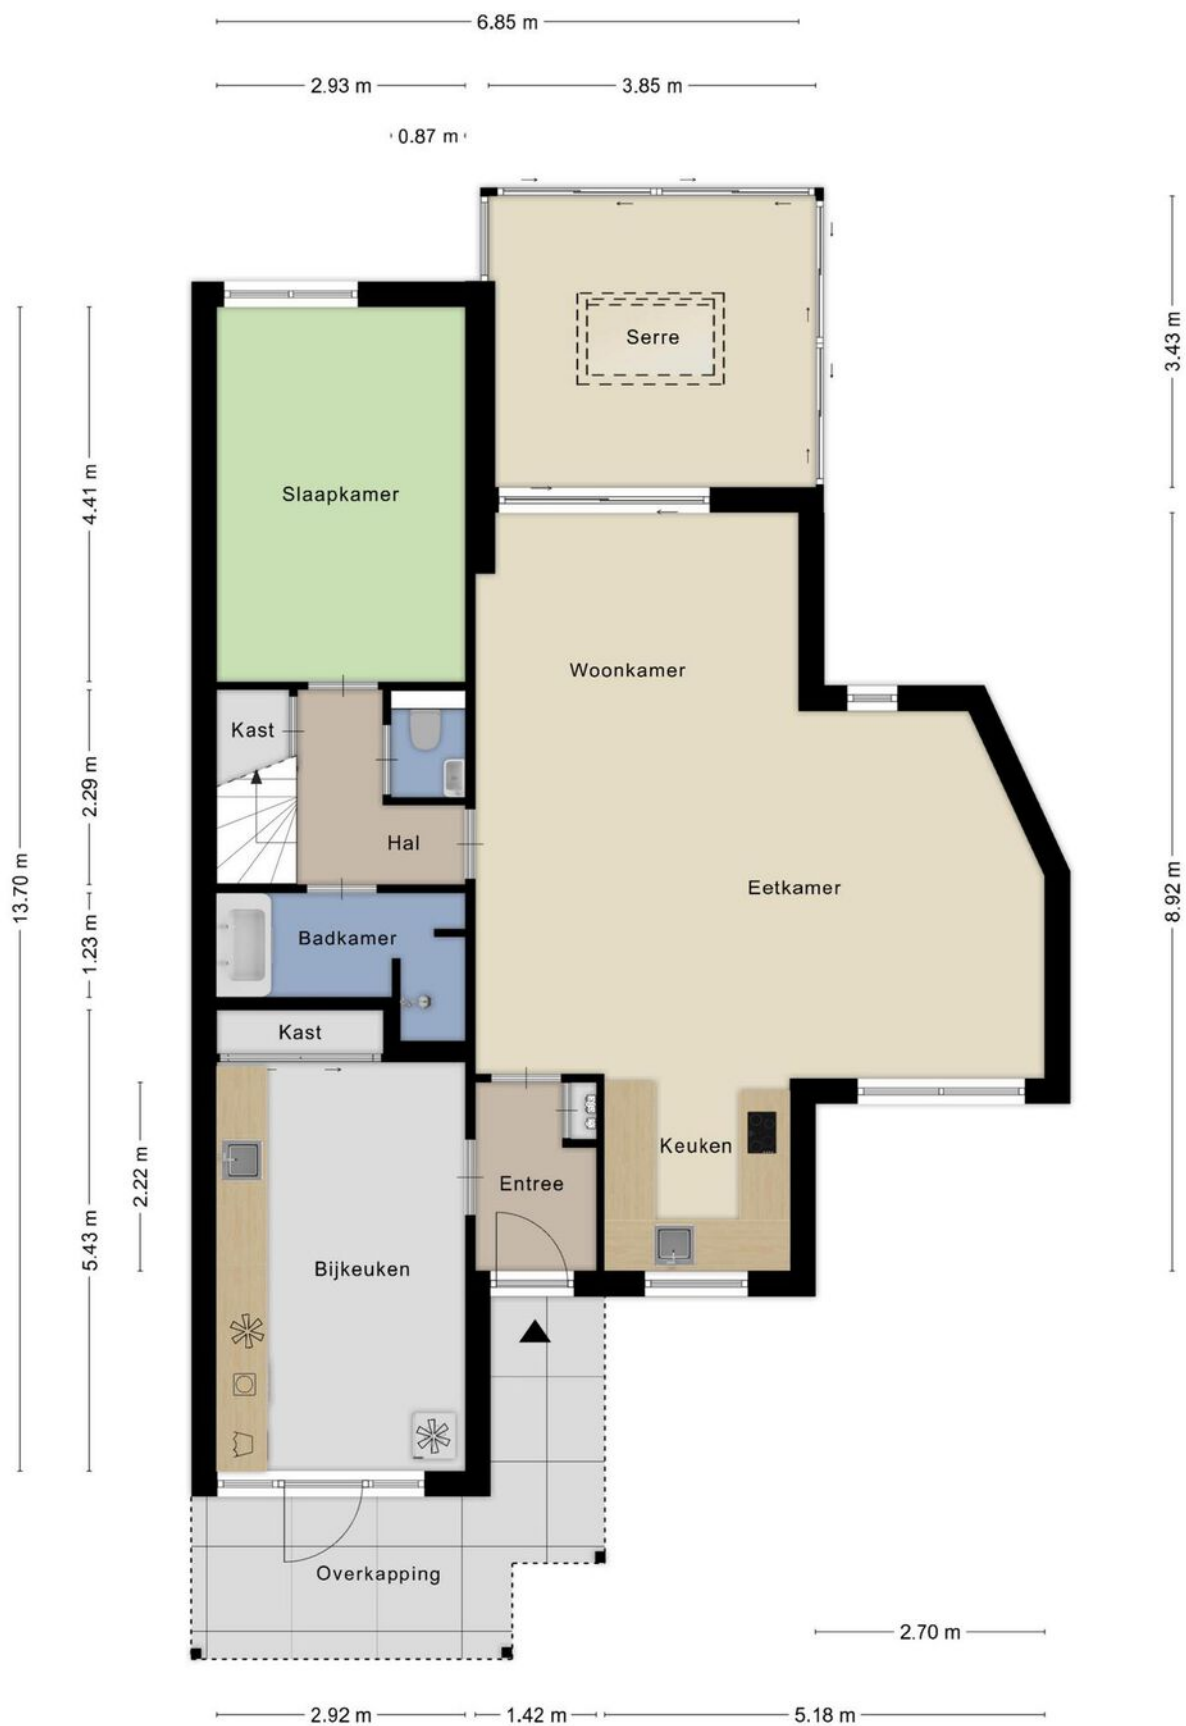 6.85 m
2.93 m
3.85 m
0.87 m
Serre
3.43 m
4.41 m
Slaapkamer
Woonkamer
Kast
2.29 m
Hal
13.70 m
Eetkamer
8.92 m
1.23 m
Badkamer
Kast
2.22 m
Keuken
Entree
5.43 m
Bijkeuken
Overkapping
2.70 m
2.92 m
1.42 m
5.18 m